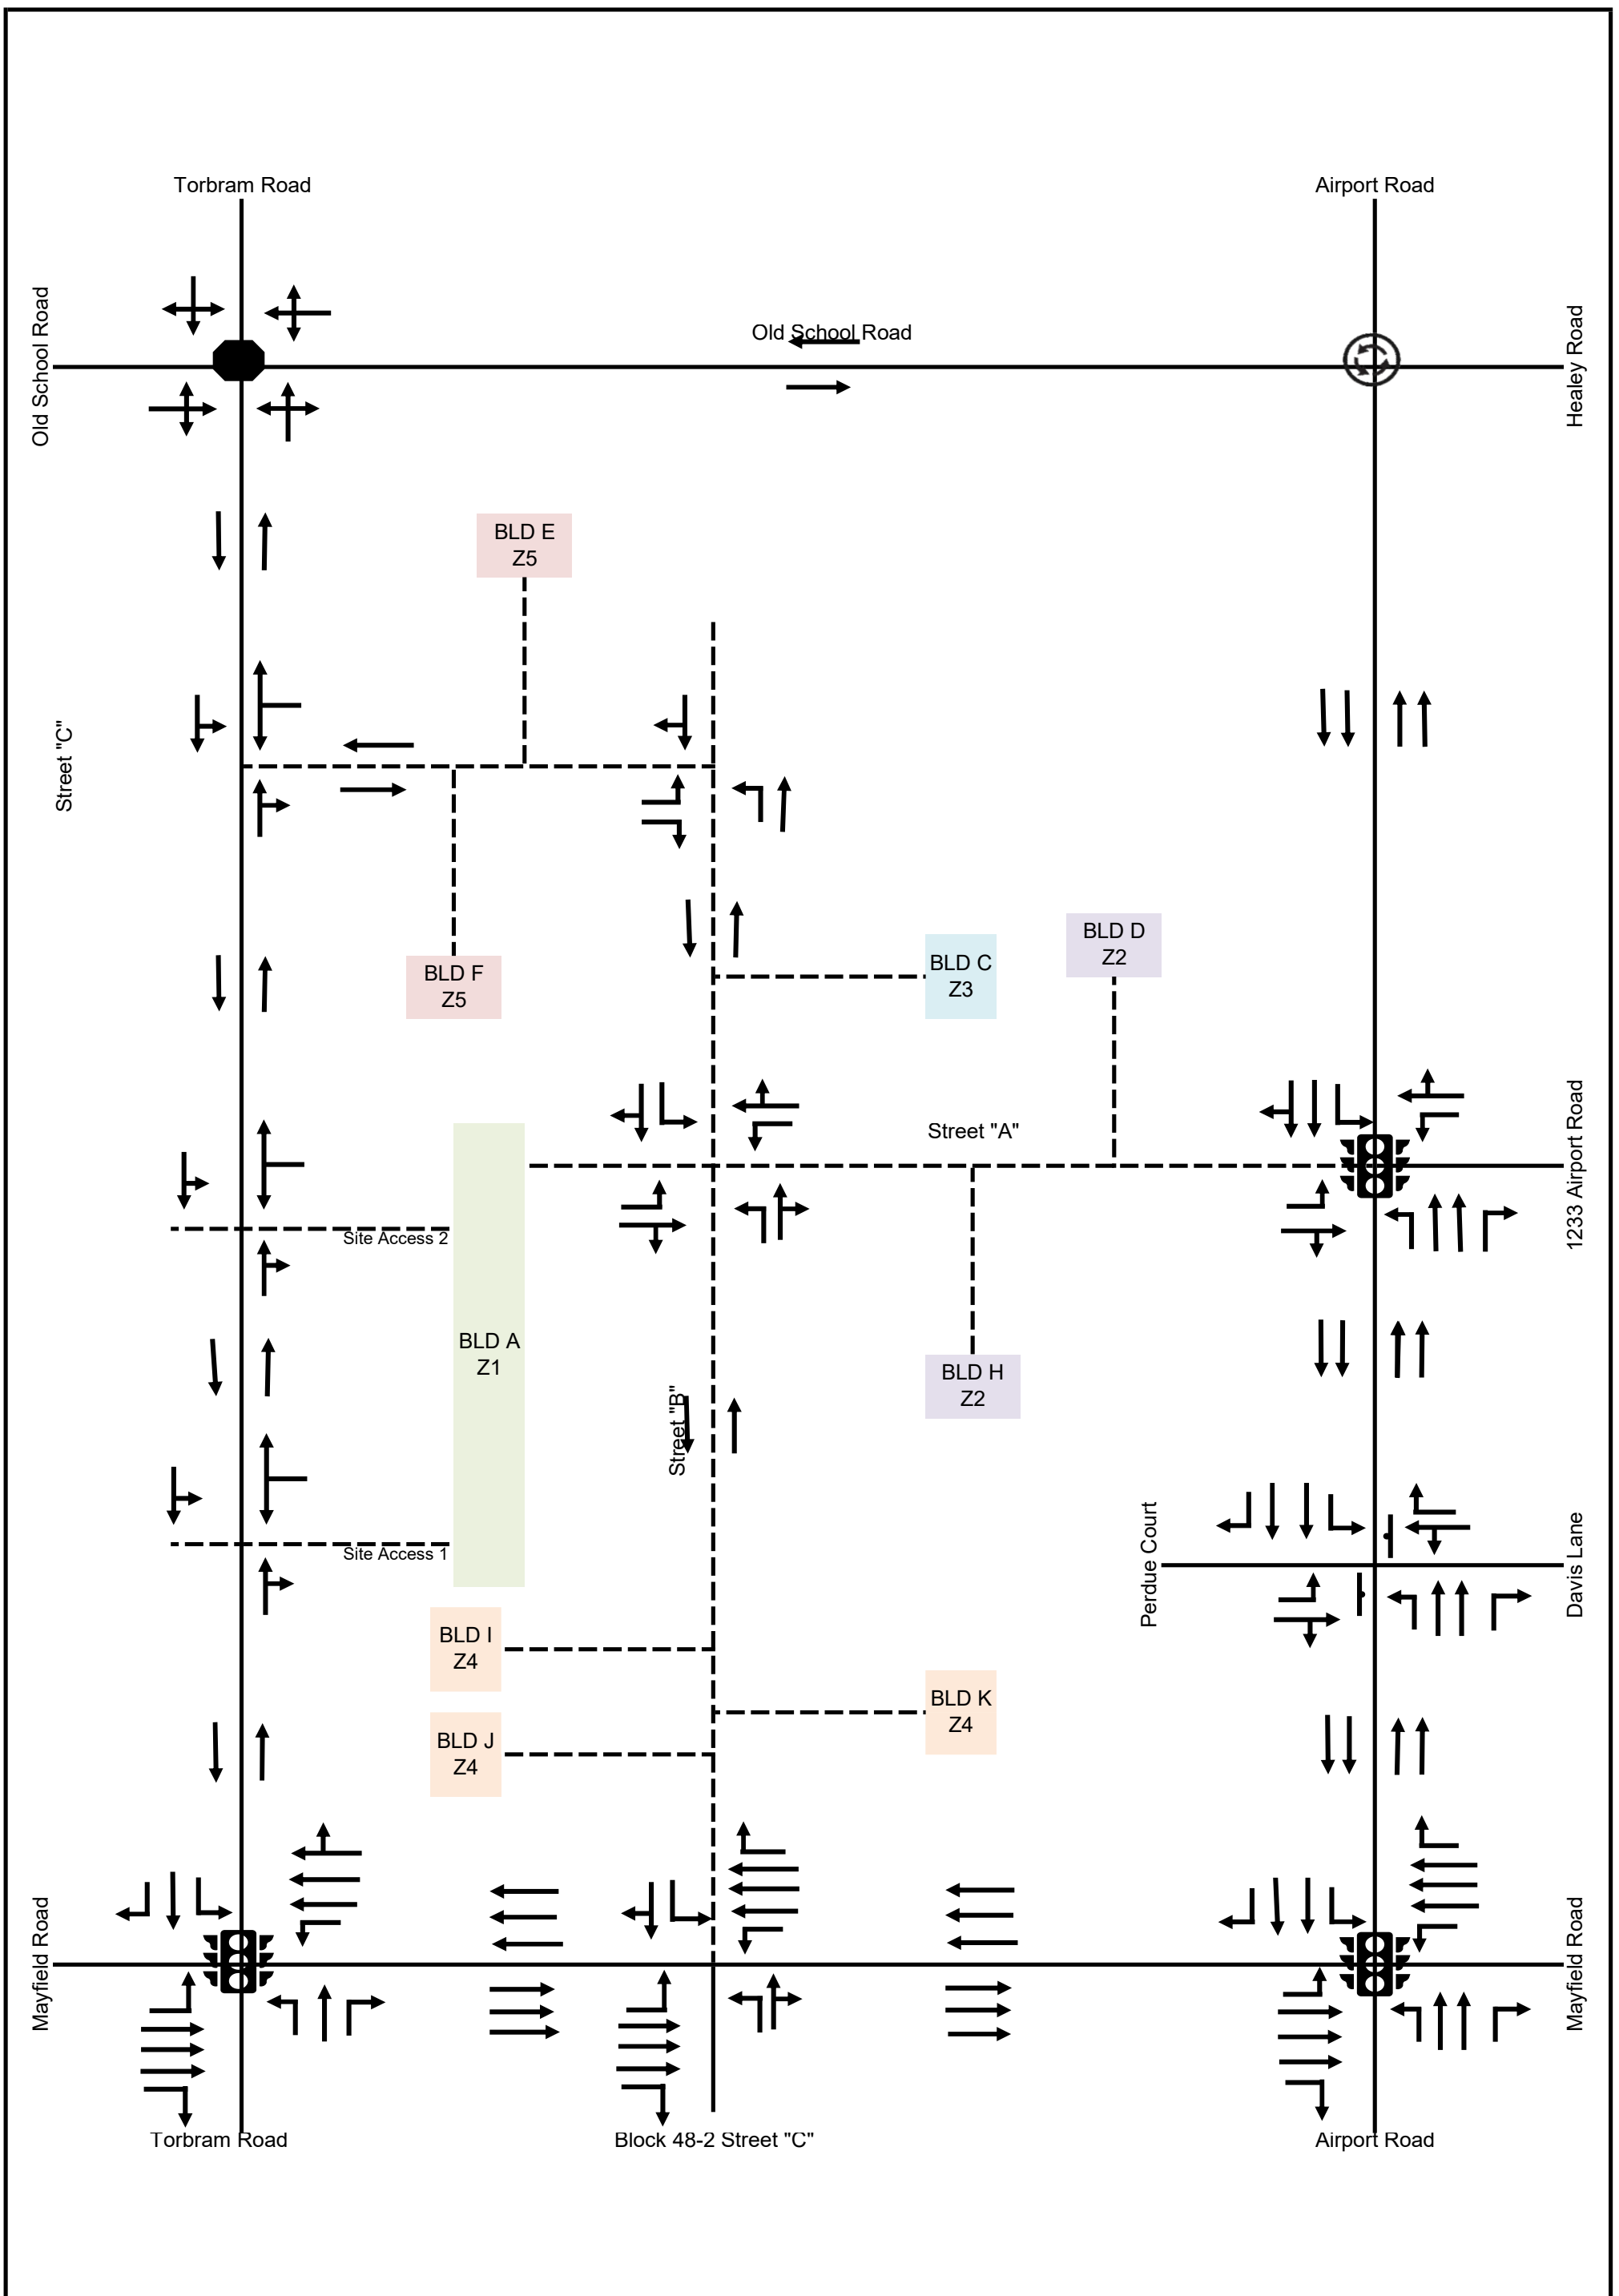 Torbram Road
Airport Road
Old School Road
Old School Road
Healey Road
BLD E
Z5
Street "C"
BLD F
Z5
BLD C
Z3
BLD D
Z2
Street "A"
1233 Airport Road
Site Access 2
BLD A
Z1
BLD H
Z2
Street "B"
Perdue Court
Davis Lane
Site Access 1
BLD I
Z4
BLD K
Z4
BLD J
Z4
Mayfield Road
Mayfield Road
Torbram Road
Block 48-2 Street "C"
Airport Road